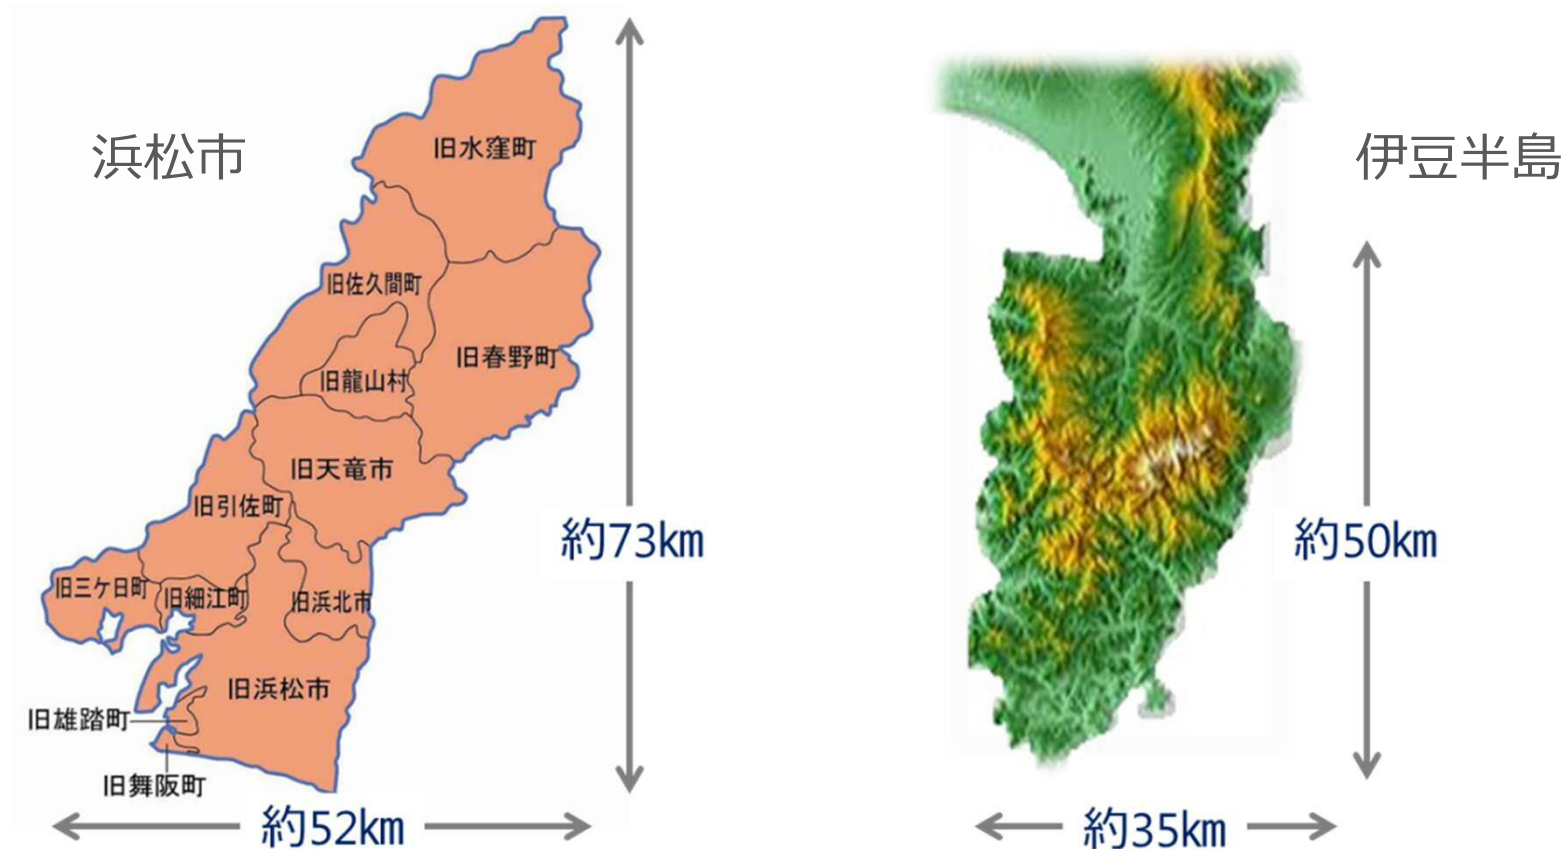 浜松市
旧水窪町
旧佐久間町
旧春野町
旧龍山村
旧天竜市
旧引佐町
旧三ケ日町
旧細江町
旧浜北市
旧浜松市
旧雄踏町
旧舞阪町
約73km
約52km
伊豆半島
約50km
約35km